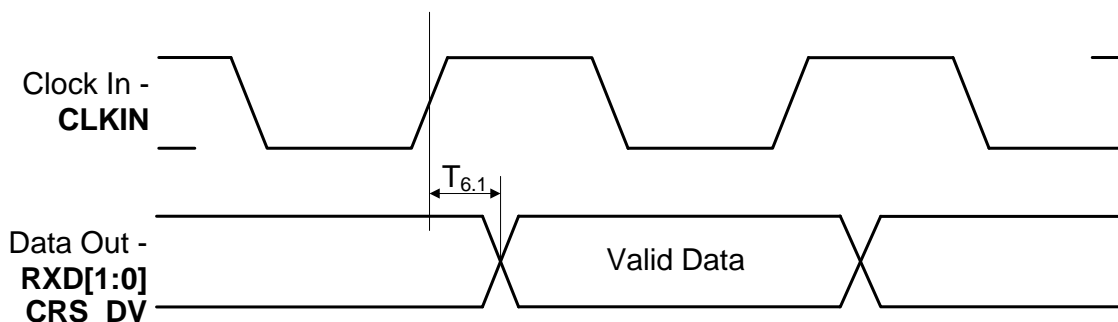 Clock In -
CLKIN
T6.1
Data Out -
RXD[1:0]
CRS_DV
Valid Data